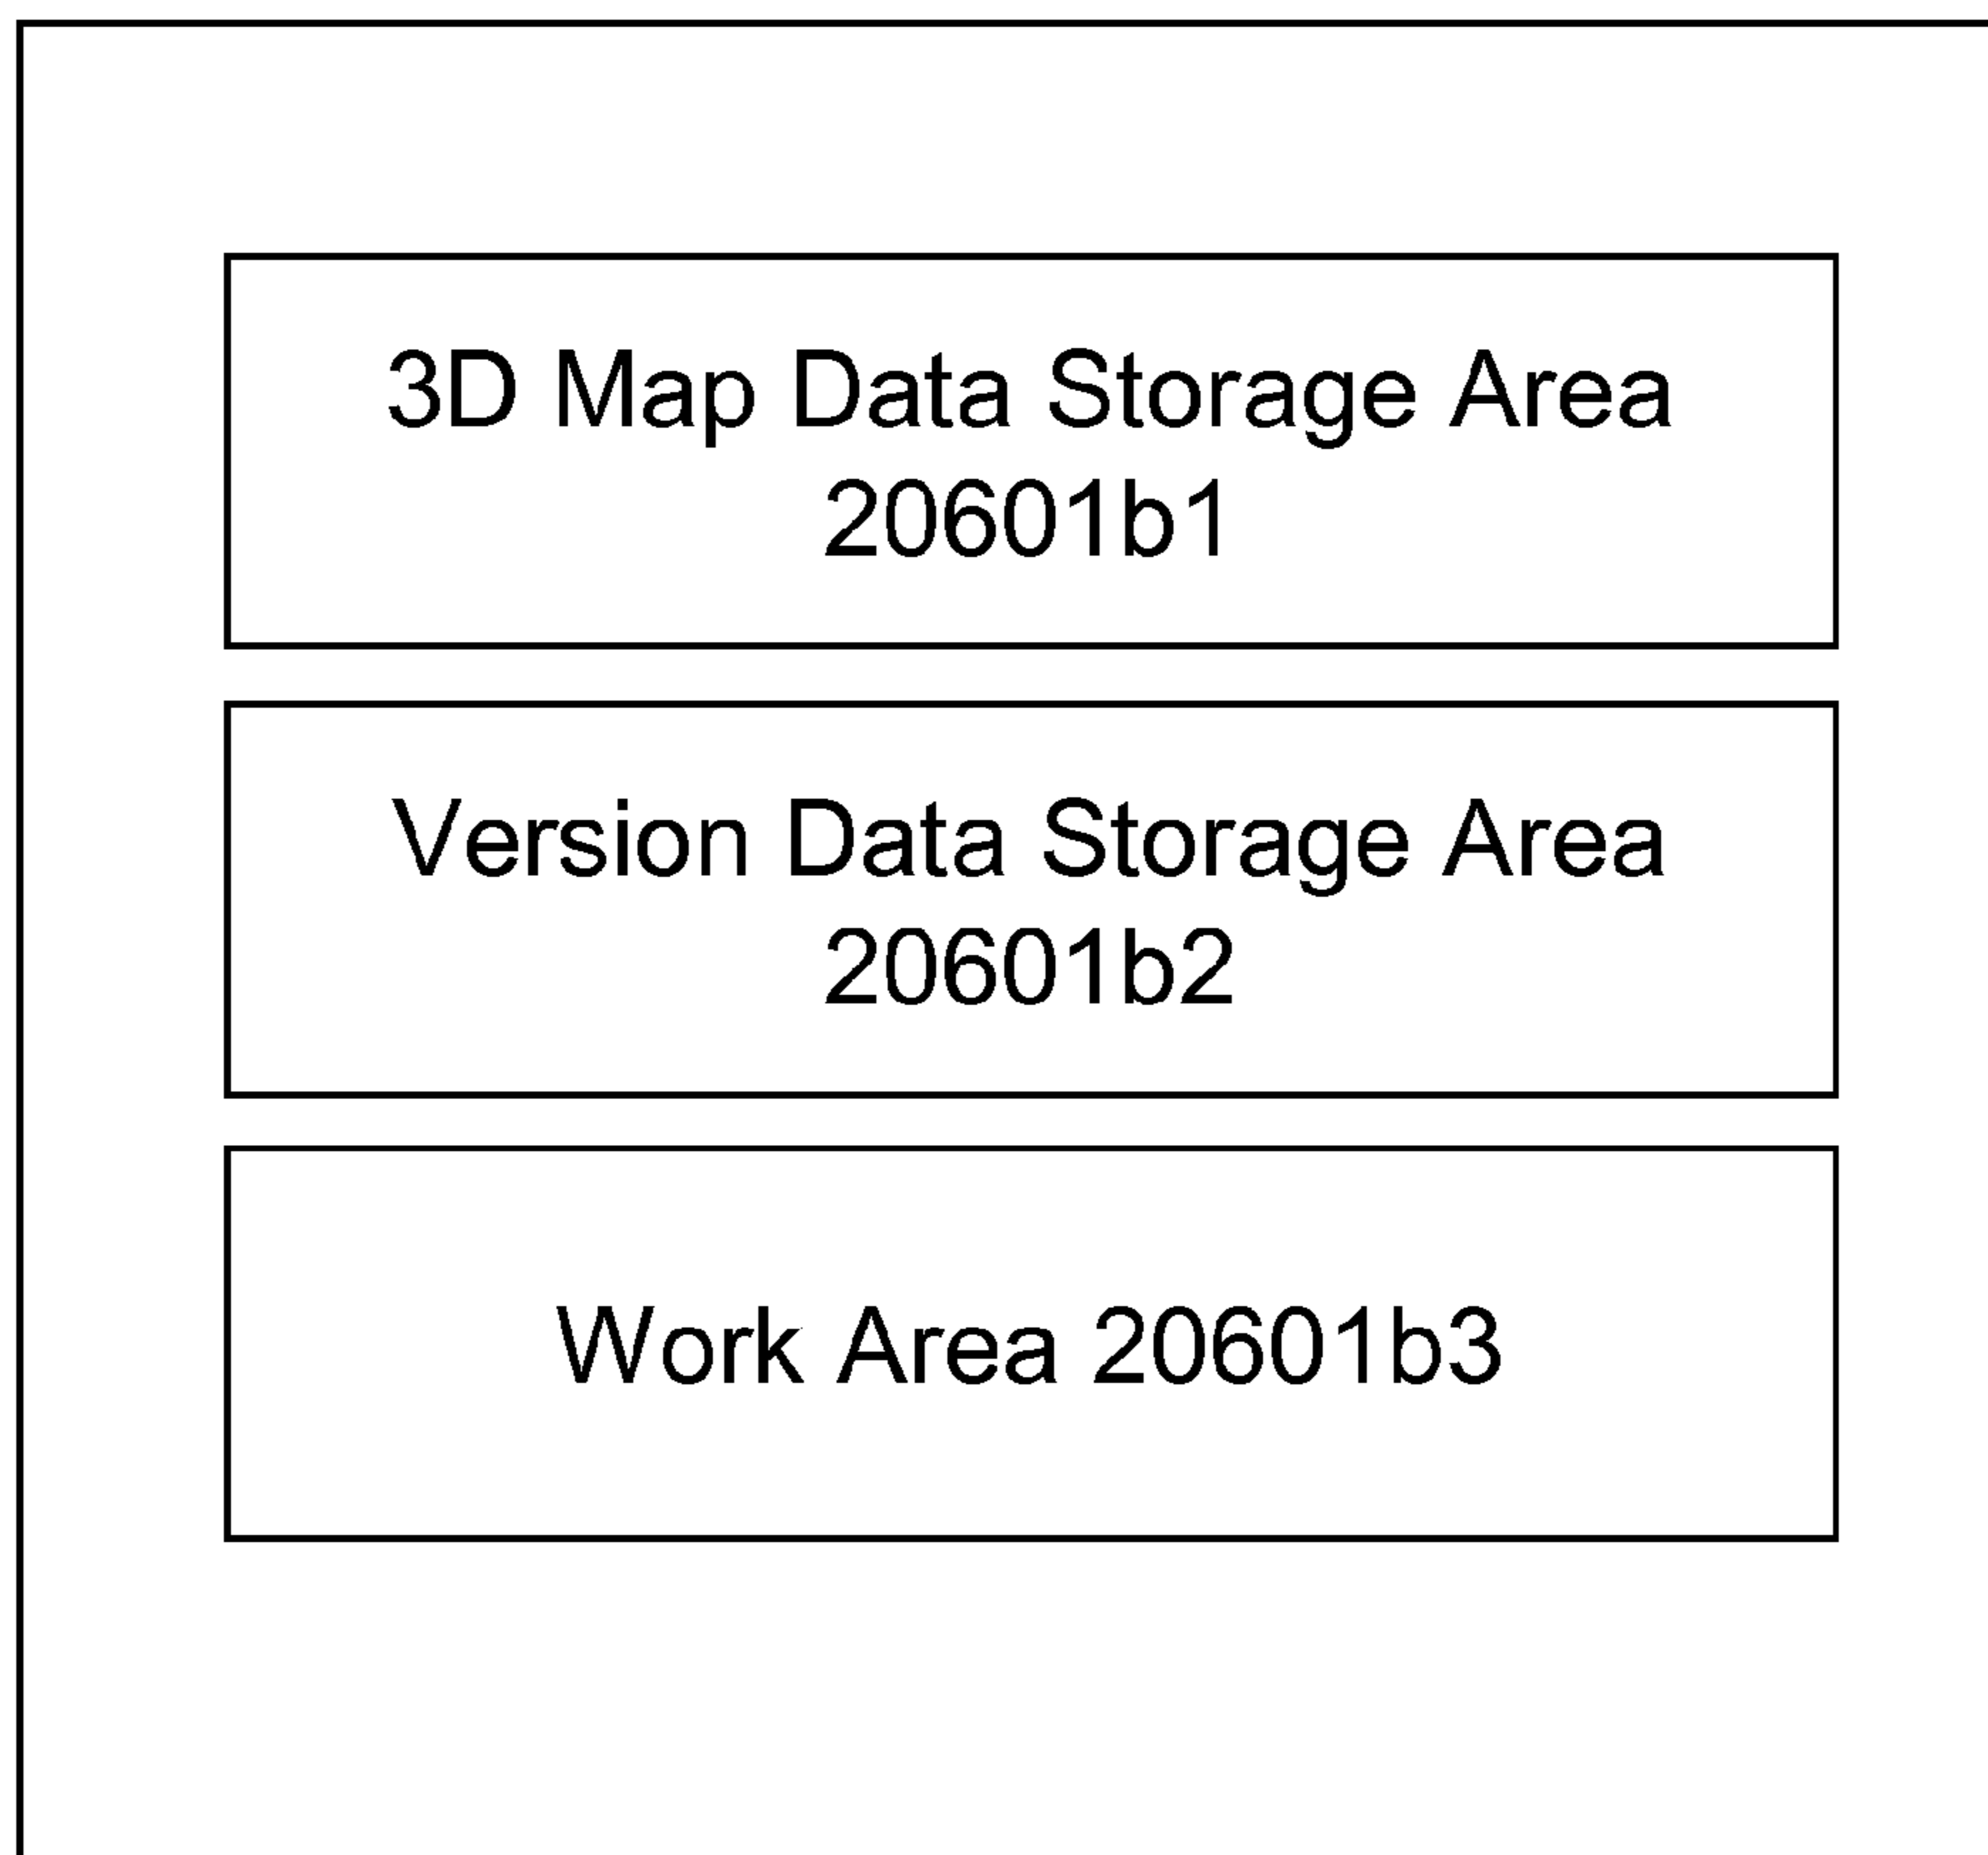 3D Map Data Storage Area
20601b1
Version Data Storage Area
20601b2
Work Area 20601b3